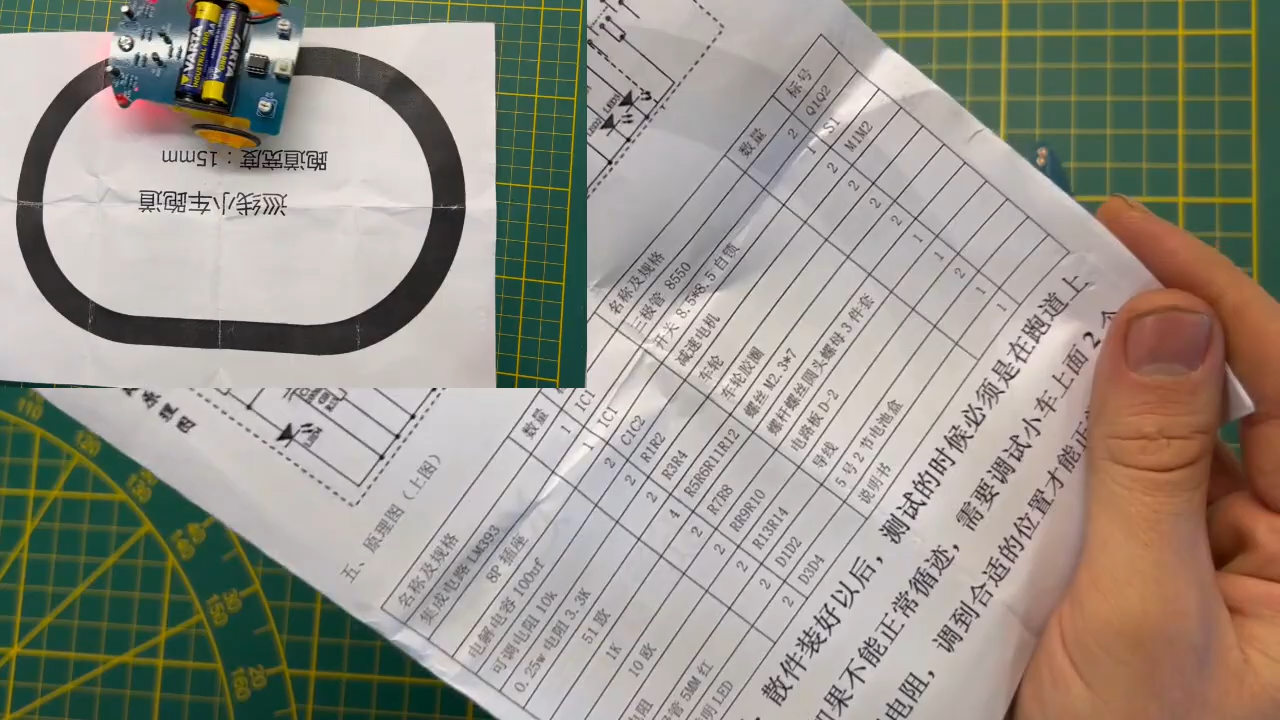 VARTA
INDUSTRIAL PRO
VARTA
跑道宽度：15mm
巡线小车跑道
五、原理图（上图）
名称及规格 数量
集成电路 LM393 1 IC1
8P 插座 1 IC1
电解电容 100uf 2 C1C2
可调电阻 10k 2 R1R2
0.25w 电阻 3.3K 2 R3R4
51 欧 4 R5R6R11R12
1K 2 R7R8
10 欧 2 RR9R10
2 R13R14
5MM 红 2 D1D2
明 LED 2 D3D4
名称及规格 数量 标号
三极管 8550 2 Q1Q2
开关 8.5*8.5 自锁 1 S1
减速电机 2 M1M2
车轮 2
车轮胶圈 2
螺丝 M2.3*7 2
螺杆螺丝圆头螺母 3 件套 1
电路板 D-2 1
导线 2
5 号 2 节电池盒 1
说明书 1
散件装好以后，测试的时候必须是在跑道上
如果不能正常循迹，需要调试小车上面 2 个
电阻，调到合适的位置才能正